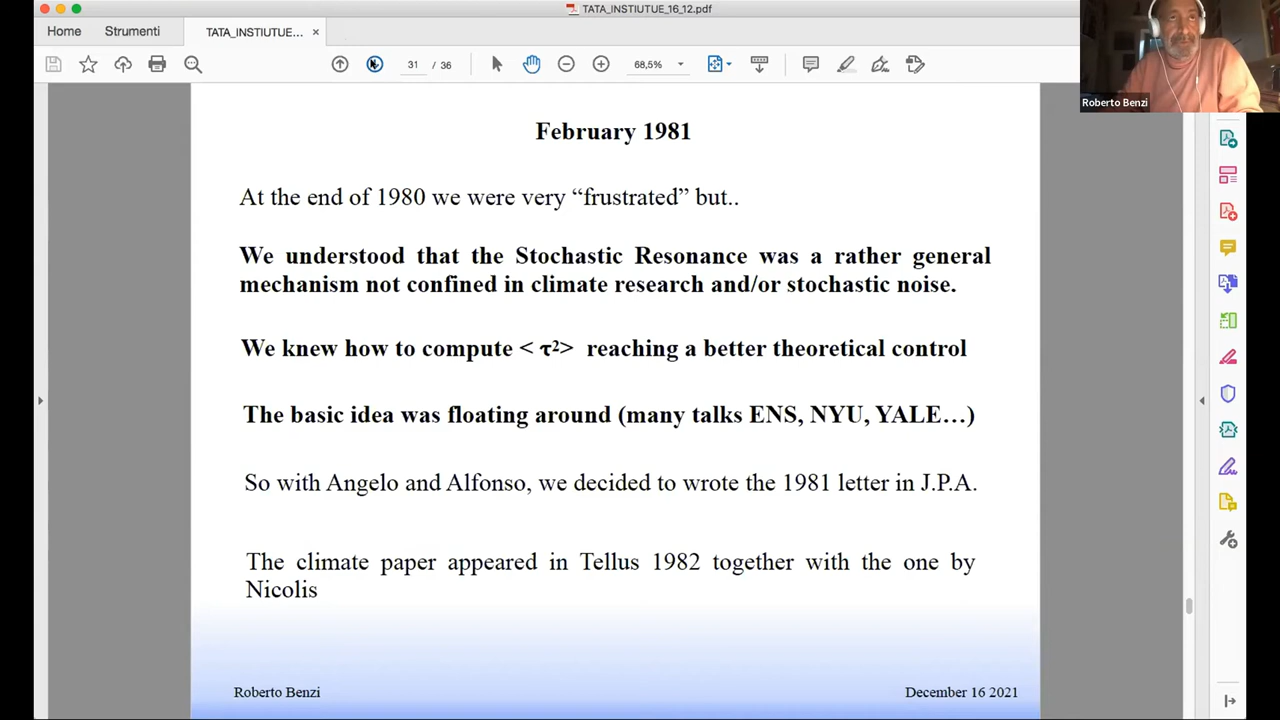 TATA_INSTIUTUE_16_12.pdf
Home Strumenti TATA_INSTIUTUE... ×
31 / 36 68,5%
Roberto Benzi
February 1981
At the end of 1980 we were very “frustrated” but..
We understood that the Stochastic Resonance was a rather general
mechanism not confined in climate research and/or stochastic noise.
We knew how to compute < τ²> reaching a better theoretical control
The basic idea was floating around (many talks ENS, NYU, YALE…)
So with Angelo and Alfonso, we decided to wrote the 1981 letter in J.P.A.
The climate paper appeared in Tellus 1982 together with the one by
Nicolis
Roberto Benzi December 16 2021